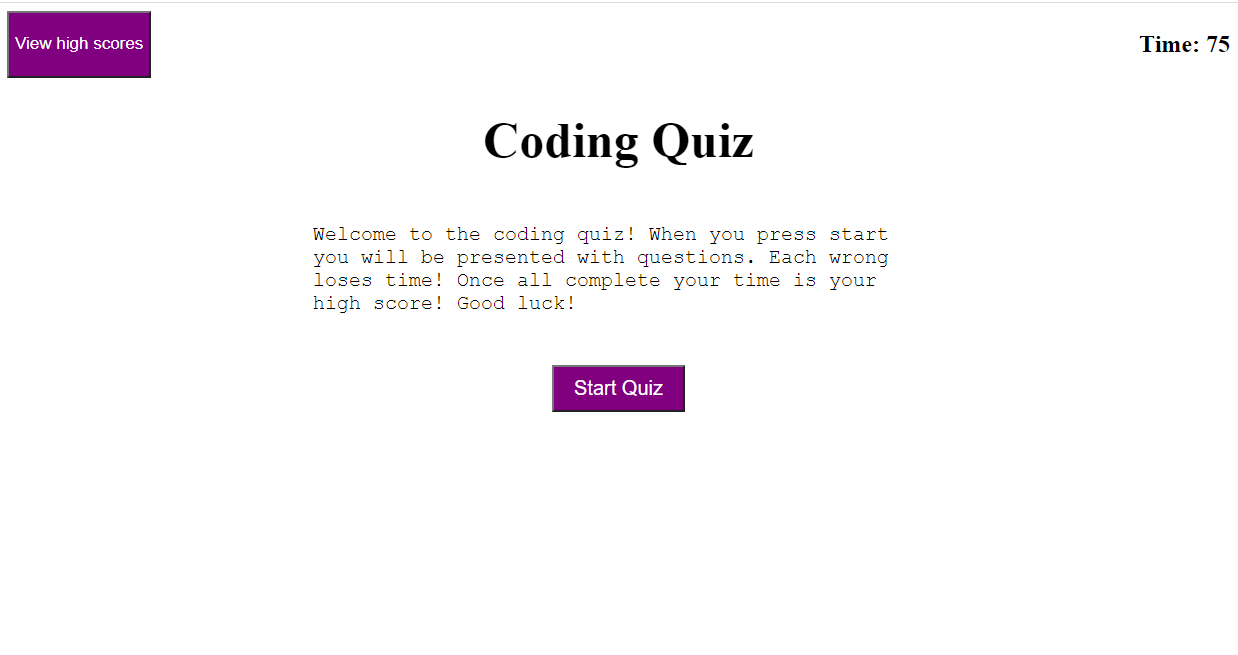 View high scores
Time: 75
Coding Quiz
Welcome to the coding quiz! When you press start
you will be presented with questions. Each wrong
loses time! Once all complete your time is your
high score! Good luck!
Start Quiz